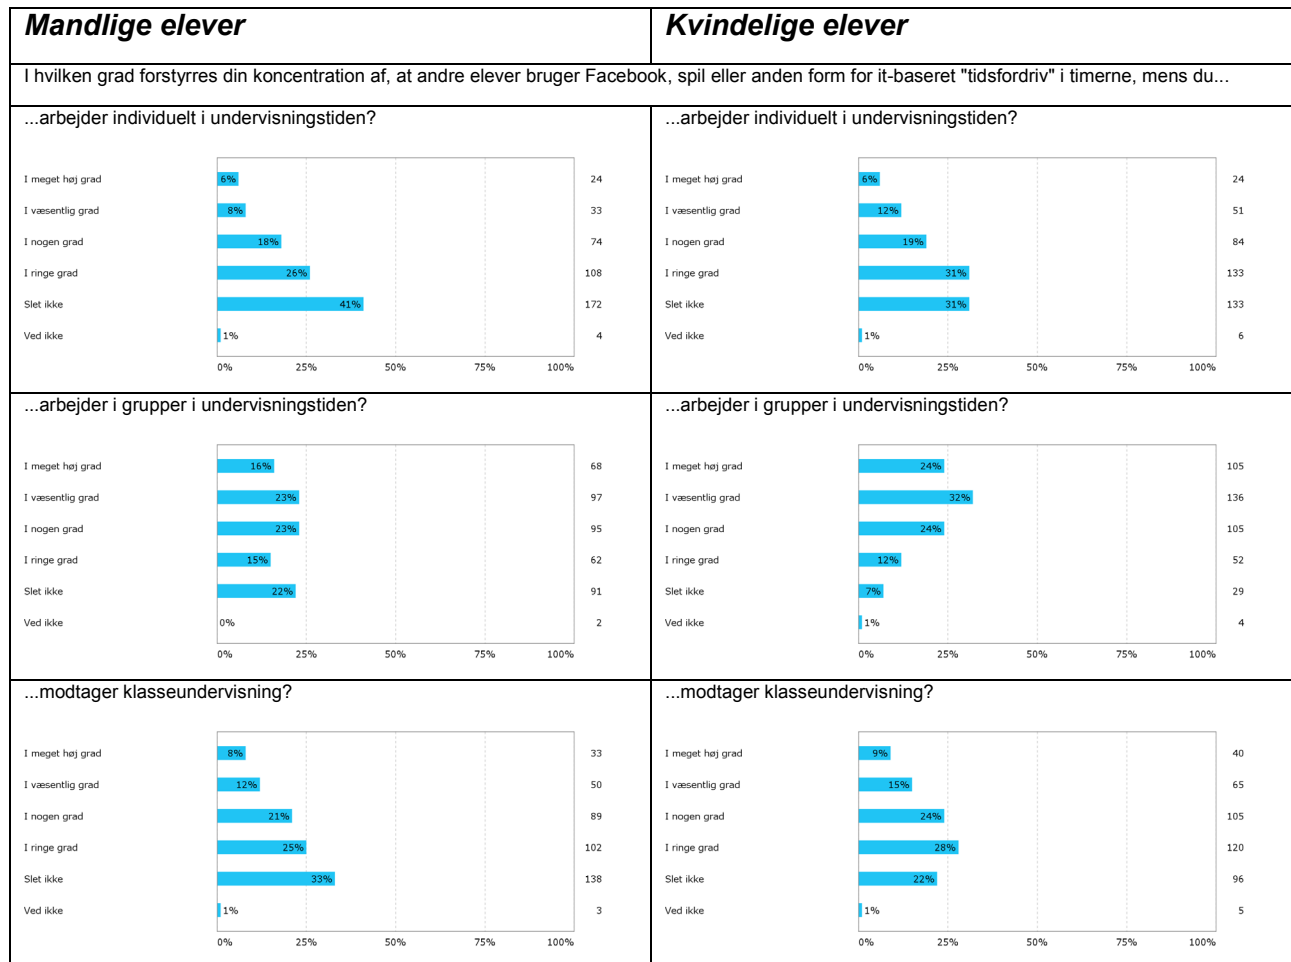 Mandlige elever
Kvindelige elever
I hvilken grad forstyrres din koncentration af, at andre elever bruger Facebook, spil eller anden form for it-baseret "tidsfordriv" i timerne, mens du...
...arbejder individuelt i undervisningstiden?
I meget høj grad 6% 24
I væsentlig grad 8% 33
I nogen grad 18% 74
I ringe grad 26% 108
Slet ikke 41% 172
Ved ikke 1% 4
0% 25% 50% 75% 100%
...arbejder individuelt i undervisningstiden?
I meget høj grad 6% 24
I væsentlig grad 12% 51
I nogen grad 19% 84
I ringe grad 31% 133
Slet ikke 31% 133
Ved ikke 1% 6
0% 25% 50% 75% 100%
...arbejder i grupper i undervisningstiden?
I meget høj grad 16% 68
I væsentlig grad 23% 97
I nogen grad 23% 95
I ringe grad 15% 62
Slet ikke 22% 91
Ved ikke 0% 2
0% 25% 50% 75% 100%
...arbejder i grupper i undervisningstiden?
I meget høj grad 24% 105
I væsentlig grad 32% 136
I nogen grad 24% 105
I ringe grad 12% 52
Slet ikke 7% 29
Ved ikke 1% 4
0% 25% 50% 75% 100%
...modtager klasseundervisning?
I meget høj grad 8% 33
I væsentlig grad 12% 50
I nogen grad 21% 89
I ringe grad 25% 102
Slet ikke 33% 138
Ved ikke 1% 3
0% 25% 50% 75% 100%
...modtager klasseundervisning?
I meget høj grad 9% 40
I væsentlig grad 15% 65
I nogen grad 24% 105
I ringe grad 28% 120
Slet ikke 22% 96
Ved ikke 1% 5
0% 25% 50% 75% 100%